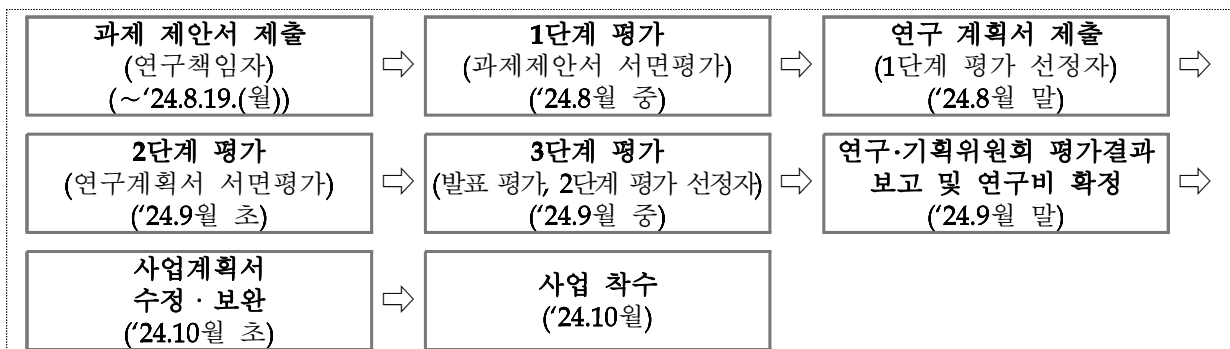 과제 제안서 제출
(연구책임자)
(~‘24.8.19.(월))
⇨
1단계 평가
(과제제안서 서면평가)
(‘24.8월 중)
⇨
연구 계획서 제출
(1단계 평가 선정자)
(‘24.8월 말)
⇨
2단계 평가
(연구계획서 서면평가)
(‘24.9월 초)
⇨
3단계 평가
(발표 평가, 2단계 평가 선정자)
(‘24.9월 중)
⇨
연구·기획위원회 평가결과
보고 및 연구비 확정
(‘24.9월 말)
⇨
사업계획서
수정 · 보완
(‘24.10월 초)
⇨
사업 착수
(‘24.10월)